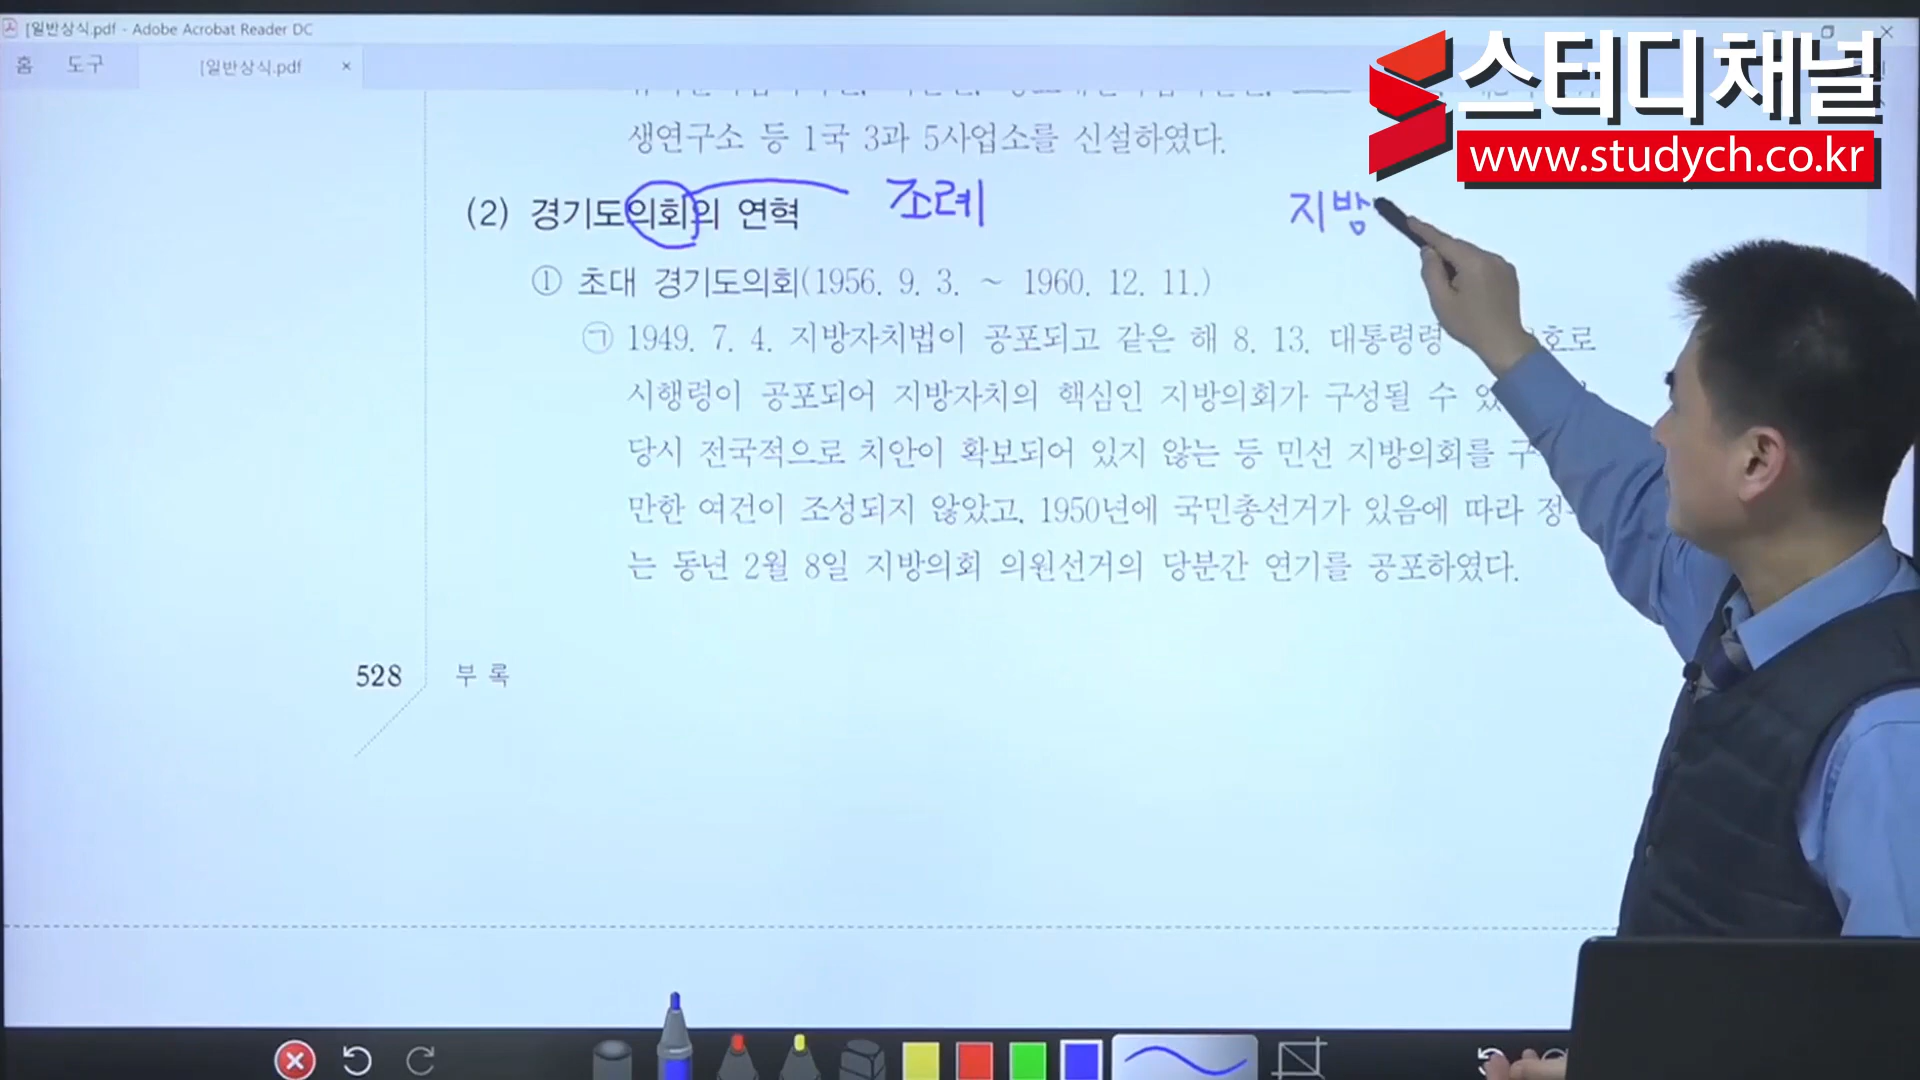 [일반상식.pdf - Adobe Acrobat Reader DC
홈 도구 [일반상식.pdf ×
스터디채널
www.studych.co.kr
생연구소 등 1국 3과 5사업소를 신설하였다.
조례
지방
(2) 경기도의회의 연혁
① 초대 경기도의회(1956. 9. 3. ~ 1960. 12. 11.)
㉠ 1949. 7. 4. 지방자치법이 공포되고 같은 해 8. 13. 대통령령 호로
시행령이 공포되어 지방자치의 핵심인 지방의회가 구성될 수
당시 전국적으로 치안이 확보되어 있지 않는 등 민선 지방의회를
만한 여건이 조성되지 않았고, 1950년에 국민총선거가 있음에 따라
는 동년 2월 8일 지방의회 의원선거의 당분간 연기를 공포하였다.
528 부 록